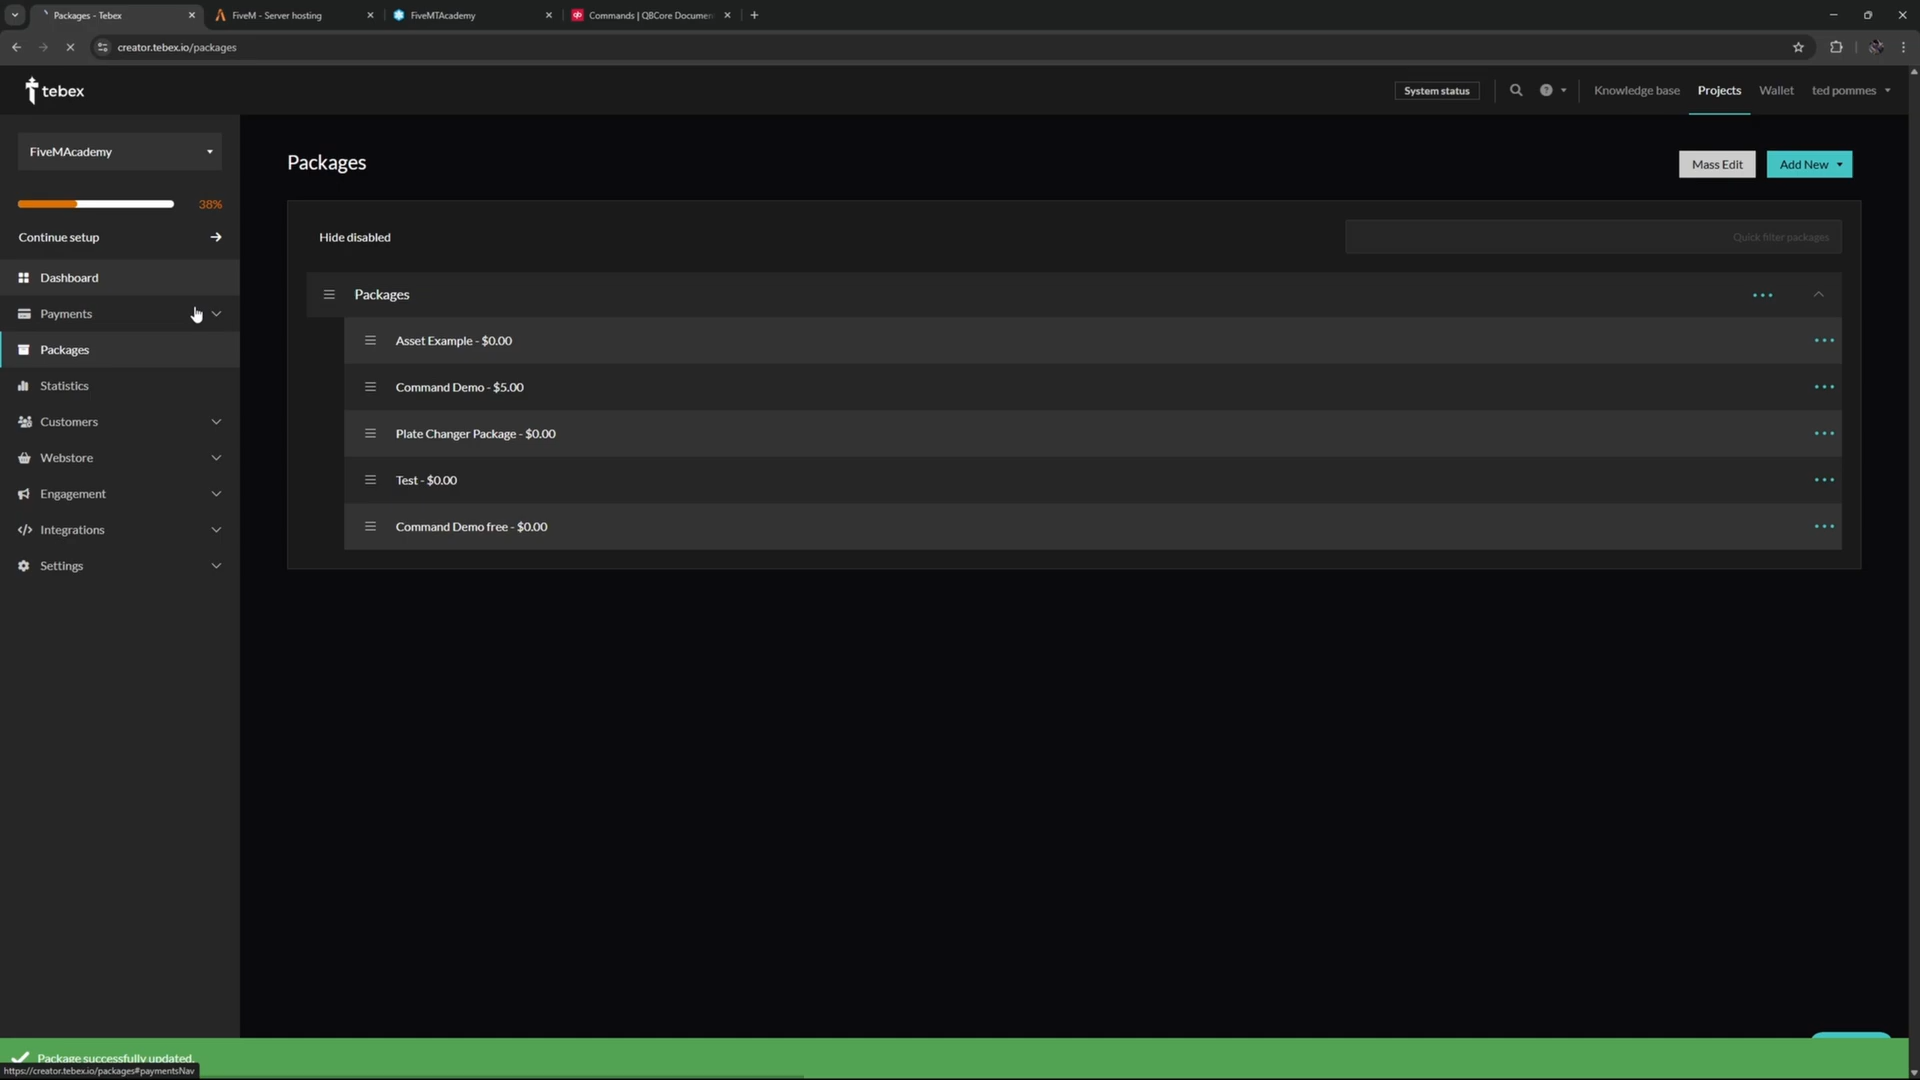 Packages - Tebex
FiveM - Server hosting
FiveMTAcademy
Commands | QBCore Documen
creator.tebex.io/packages
tebex
System status
Knowledge base
Projects
Wallet
ted pommes
FiveMAcademy
38%
Continue setup
Dashboard
Payments
Packages
Statistics
Customers
Webstore
Engagement
Integrations
Settings
Packages
Mass Edit
Add New
Hide disabled
Quick filter packages
Packages
Asset Example - $0.00
Command Demo - $5.00
Plate Changer Package - $0.00
Test - $0.00
Command Demo free - $0.00
Package successfully updated.
https://creator.tebex.io/packages#paymentsNav